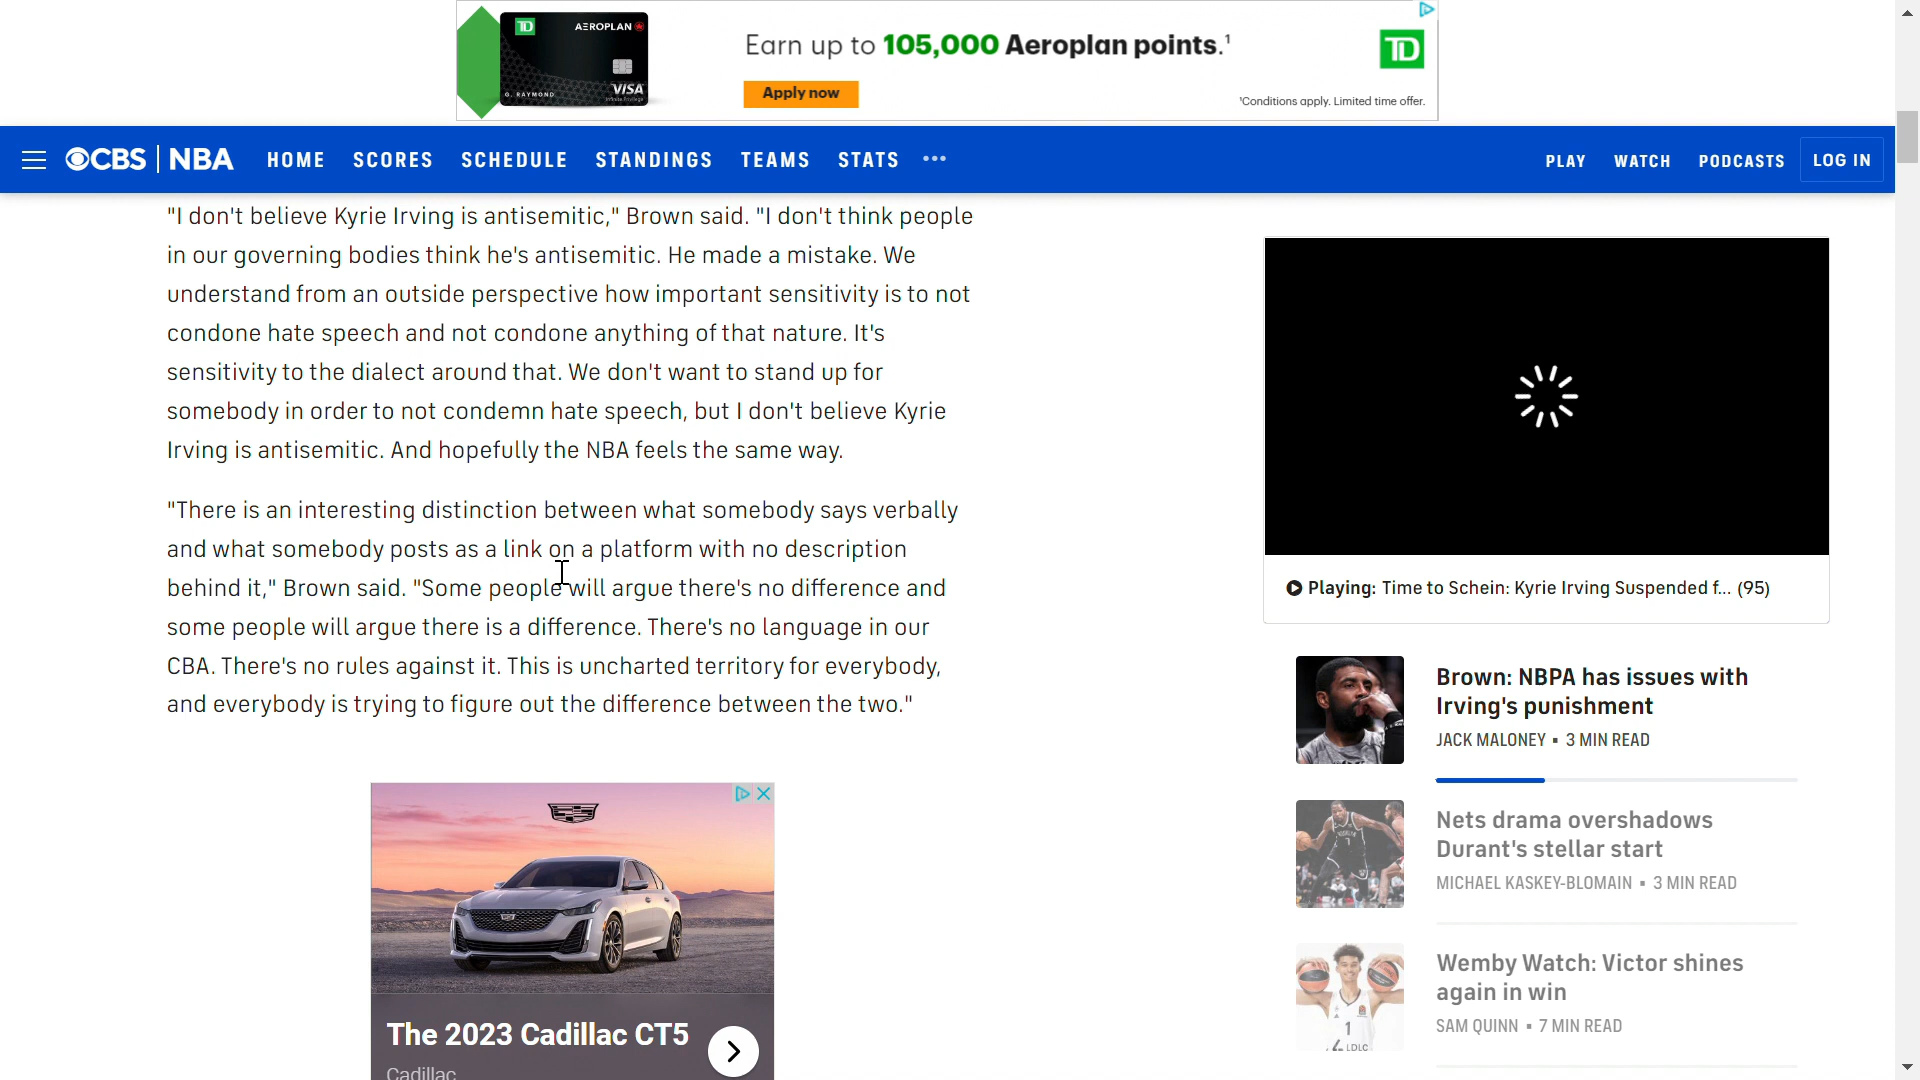 TD
AEROPLAN
G. RAYMOND
VISA
Infinite Privilege
Earn up to 105,000 Aeroplan points.¹
Apply now
TD
¹Conditions apply. Limited time offer.
CBS | NBA
HOME
SCORES
SCHEDULE
STANDINGS
TEAMS
STATS
•••
PLAY
WATCH
PODCASTS
LOG IN
"I don't believe Kyrie Irving is antisemitic," Brown said. "I don't think people
in our governing bodies think he's antisemitic. He made a mistake. We
understand from an outside perspective how important sensitivity is to not
condone hate speech and not condone anything of that nature. It's
sensitivity to the dialect around that. We don't want to stand up for
somebody in order to not condemn hate speech, but I don't believe Kyrie
Irving is antisemitic. And hopefully the NBA feels the same way.
"There is an interesting distinction between what somebody says verbally
and what somebody posts as a link on a platform with no description
behind it," Brown said. "Some people will argue there's no difference and
some people will argue there is a difference. There's no language in our
CBA. There's no rules against it. This is uncharted territory for everybody,
and everybody is trying to figure out the difference between the two."
The 2023 Cadillac CT5
Cadillac
Playing: Time to Schein: Kyrie Irving Suspended f... (95)
Brown: NBPA has issues with
Irving's punishment
JACK MALONEY • 3 MIN READ
Nets drama overshadows
Durant's stellar start
MICHAEL KASKEY-BLOMAIN • 3 MIN READ
Wemby Watch: Victor shines
again in win
SAM QUINN • 7 MIN READ
1
LDLC